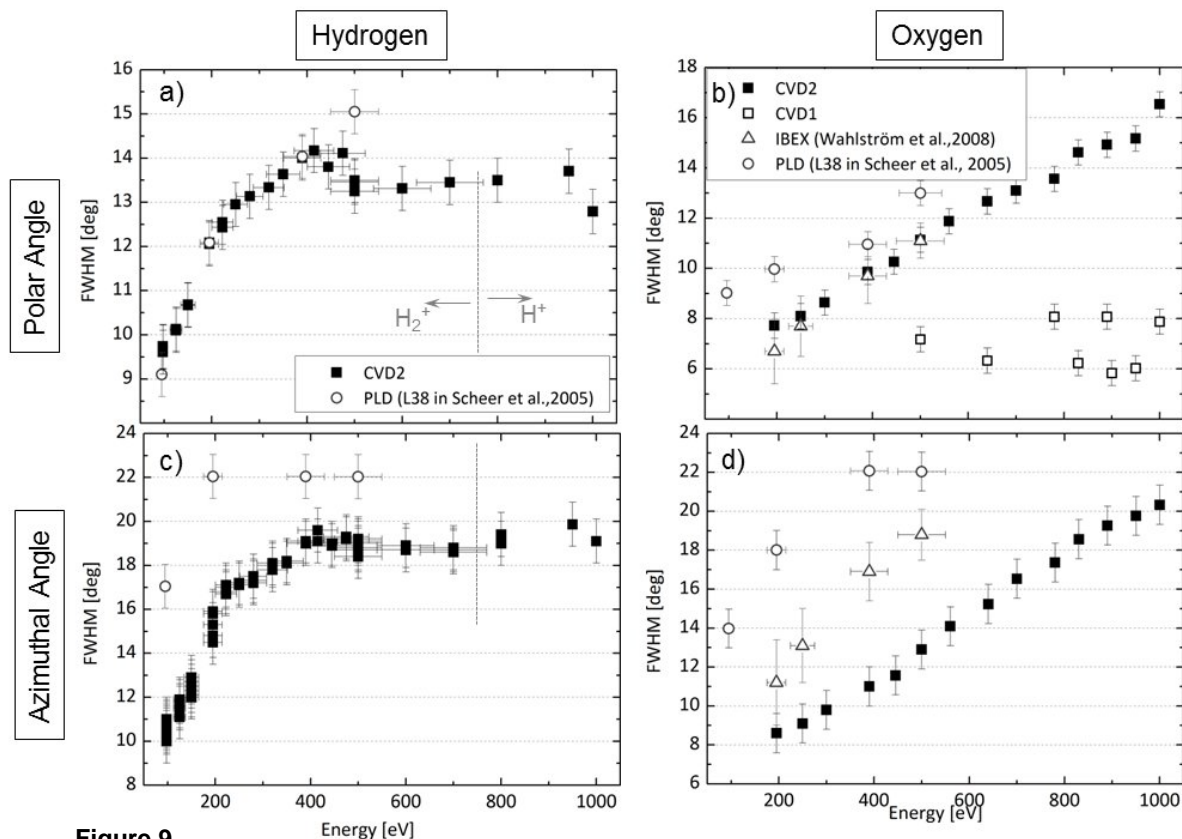 Hydrogen
Oxygen
Polar Angle
Azimuthal Angle
a)
FWHM [deg]
16
15
14
13
12
11
10
9
H₂⁺
H⁺
CVD2
PLD (L38 in Scheer et al.,2005)
b)
FWHM [deg]
18
16
14
12
10
8
6
CVD2
CVD1
IBEX (Wahlström et al.,2008)
PLD (L38 in Scheer et al., 2005)
c)
FWHM [deg]
24
22
20
18
16
14
12
10
8
200
400
600
800
1000
Energy [eV]
d)
FWHM [deg]
24
22
20
18
16
14
12
10
8
6
200
400
600
800
1000
Energy [eV]
Figure 9